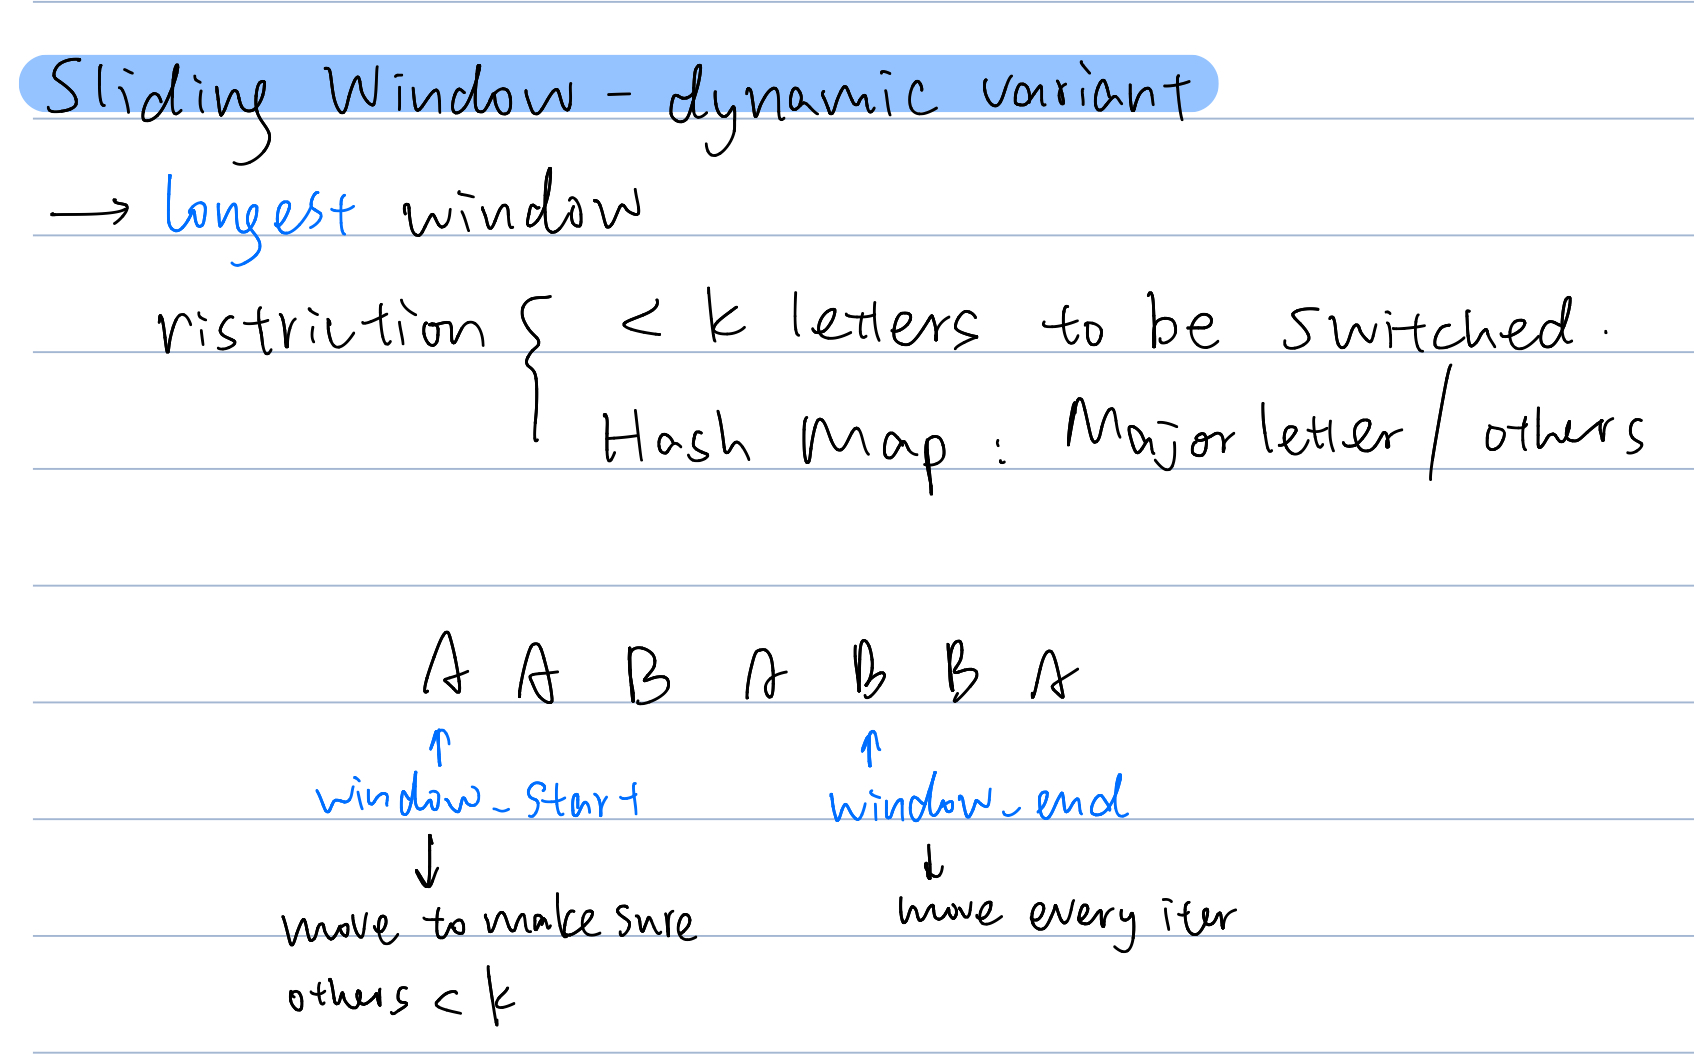 Sliding Window - dynamic variant
→ longest window
ristriction { < k letters to be switched.
Hash Map : Major letter / others
A A B A B B A
↑ ↑
window_start window_end
↓ ↓
move to make sure move every iter
others < k